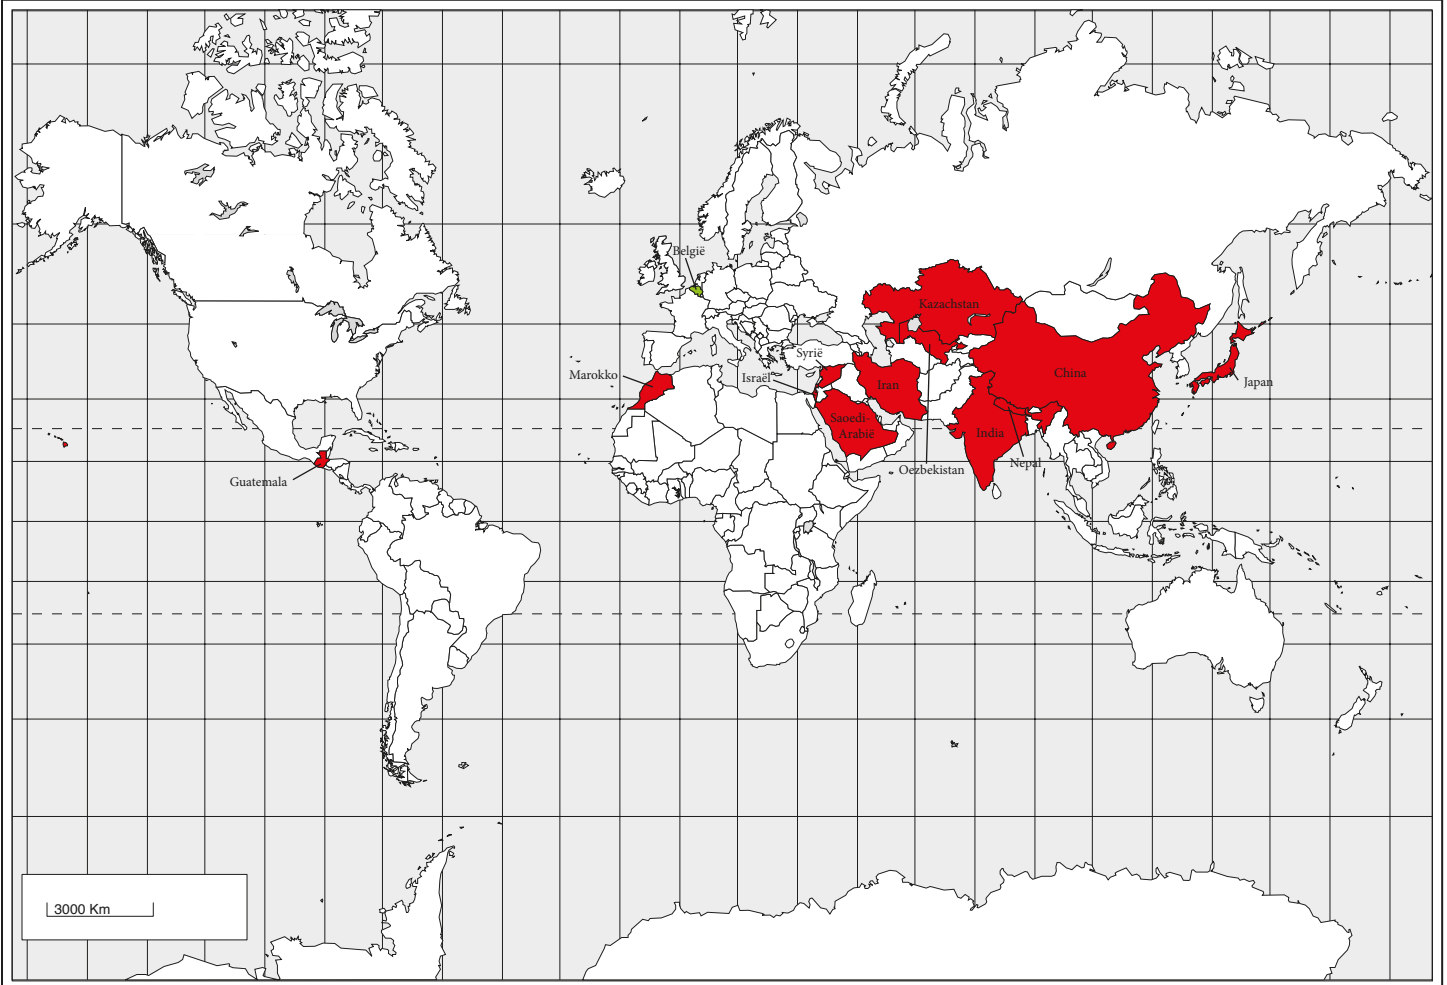 België
Kazachstan
Syrië
Marokko
Israël
Iran
China
Japan
Saoedi-
Arabië
India
Nepal
Oezbekistan
Guatemala
3000 Km